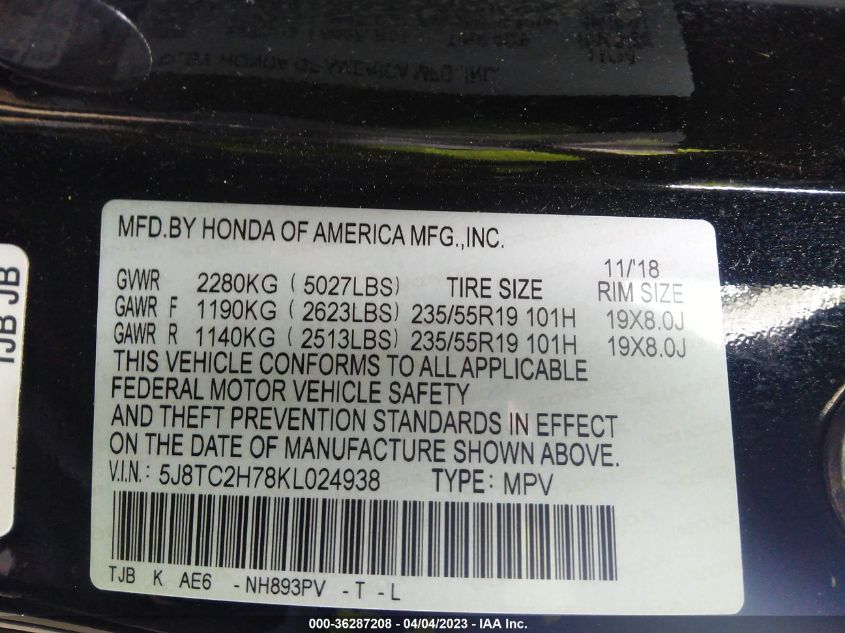 MFD.BY HONDA OF AMERICA MFG.,INC.
11/'18
GVWR 2280KG ( 5027LBS) TIRE SIZE RIM SIZE
GAWR F 1190KG ( 2623LBS) 235/55R19 101H 19X8.0J
GAWR R 1140KG ( 2513LBS) 235/55R19 101H 19X8.0J
THIS VEHICLE CONFORMS TO ALL APPLICABLE
FEDERAL MOTOR VEHICLE SAFETY
AND THEFT PREVENTION STANDARDS IN EFFECT
ON THE DATE OF MANUFACTURE SHOWN ABOVE.
V.I.N.: 5J8TC2H78KL024938 TYPE: MPV
TJB K AE6 - NH893PV - T - L
TJB JB
000-36287208 - 04/04/2023 - IAA Inc.